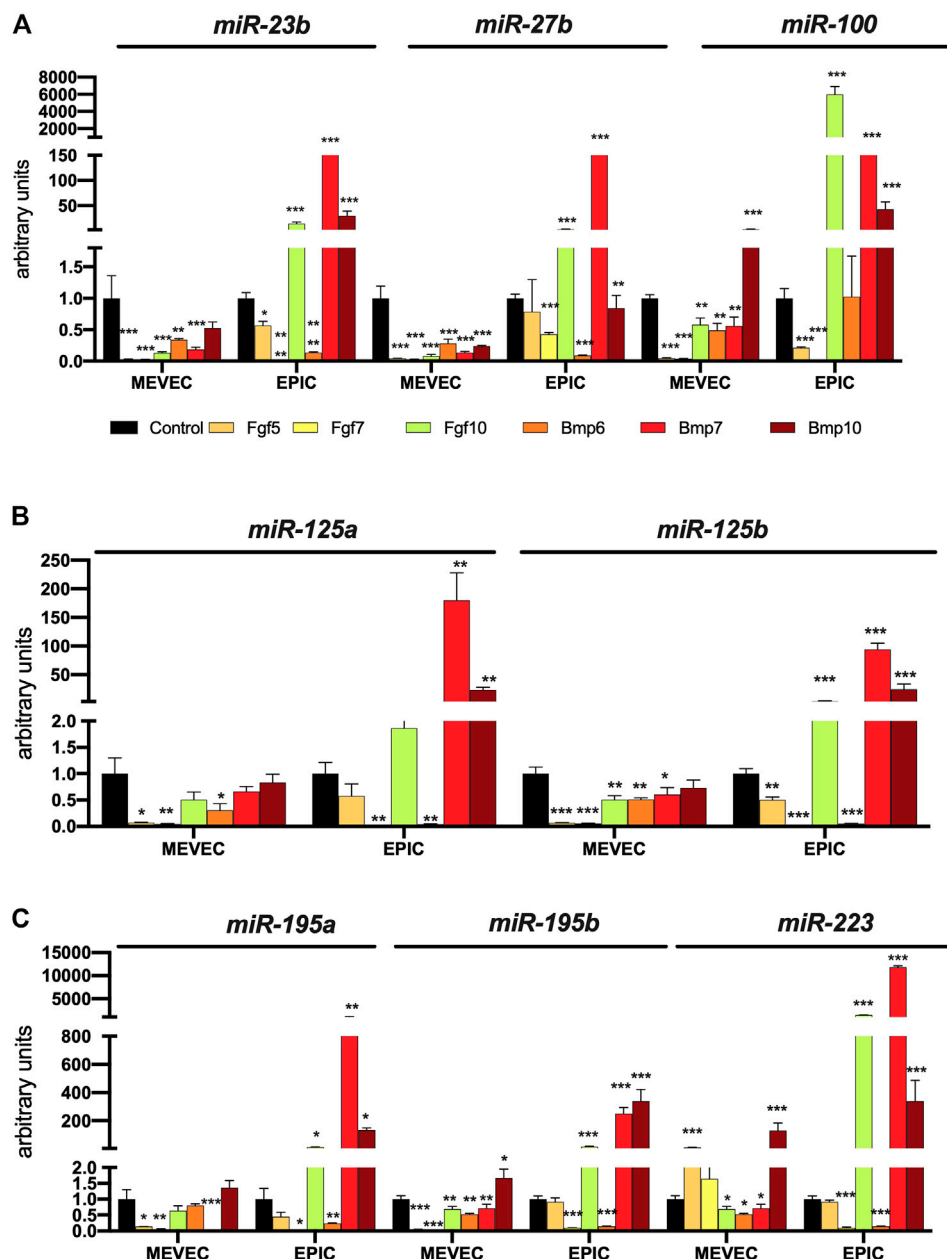 A
miR-23b miR-27b miR-100
arbitrary units
8000
6000
4000
2000
150
100
50
1.5
1.0
0.5
0.0
*** *** *** ** *** * ** ** *** ** ** *** ***
*** *** *** *** *** *** *** *** ** *** **
*** *** ** ** ** *** *** *** *** *** ***
MEVEC EPIC MEVEC EPIC MEVEC EPIC
Control Fgf5 Fgf7 Fgf10 Bmp6 Bmp7 Bmp10
B
miR-125a miR-125b
arbitrary units
250
200
150
100
50
2.0
1.5
1.0
0.5
0.0
* ** * ** ** ** **
*** *** ** ** * ** *** *** *** *** ***
MEVEC EPIC MEVEC EPIC
C
miR-195a miR-195b miR-223
arbitrary units
15000
10000
800
600
400
200
2.0
1.5
1.0
0.5
0.0
* ** *** * * ** ** *
*** *** ** ** ** * *** *** *** *** ***
*** * * * *** *** *** *** *** ***
MEVEC EPIC MEVEC EPIC MEVEC EPIC